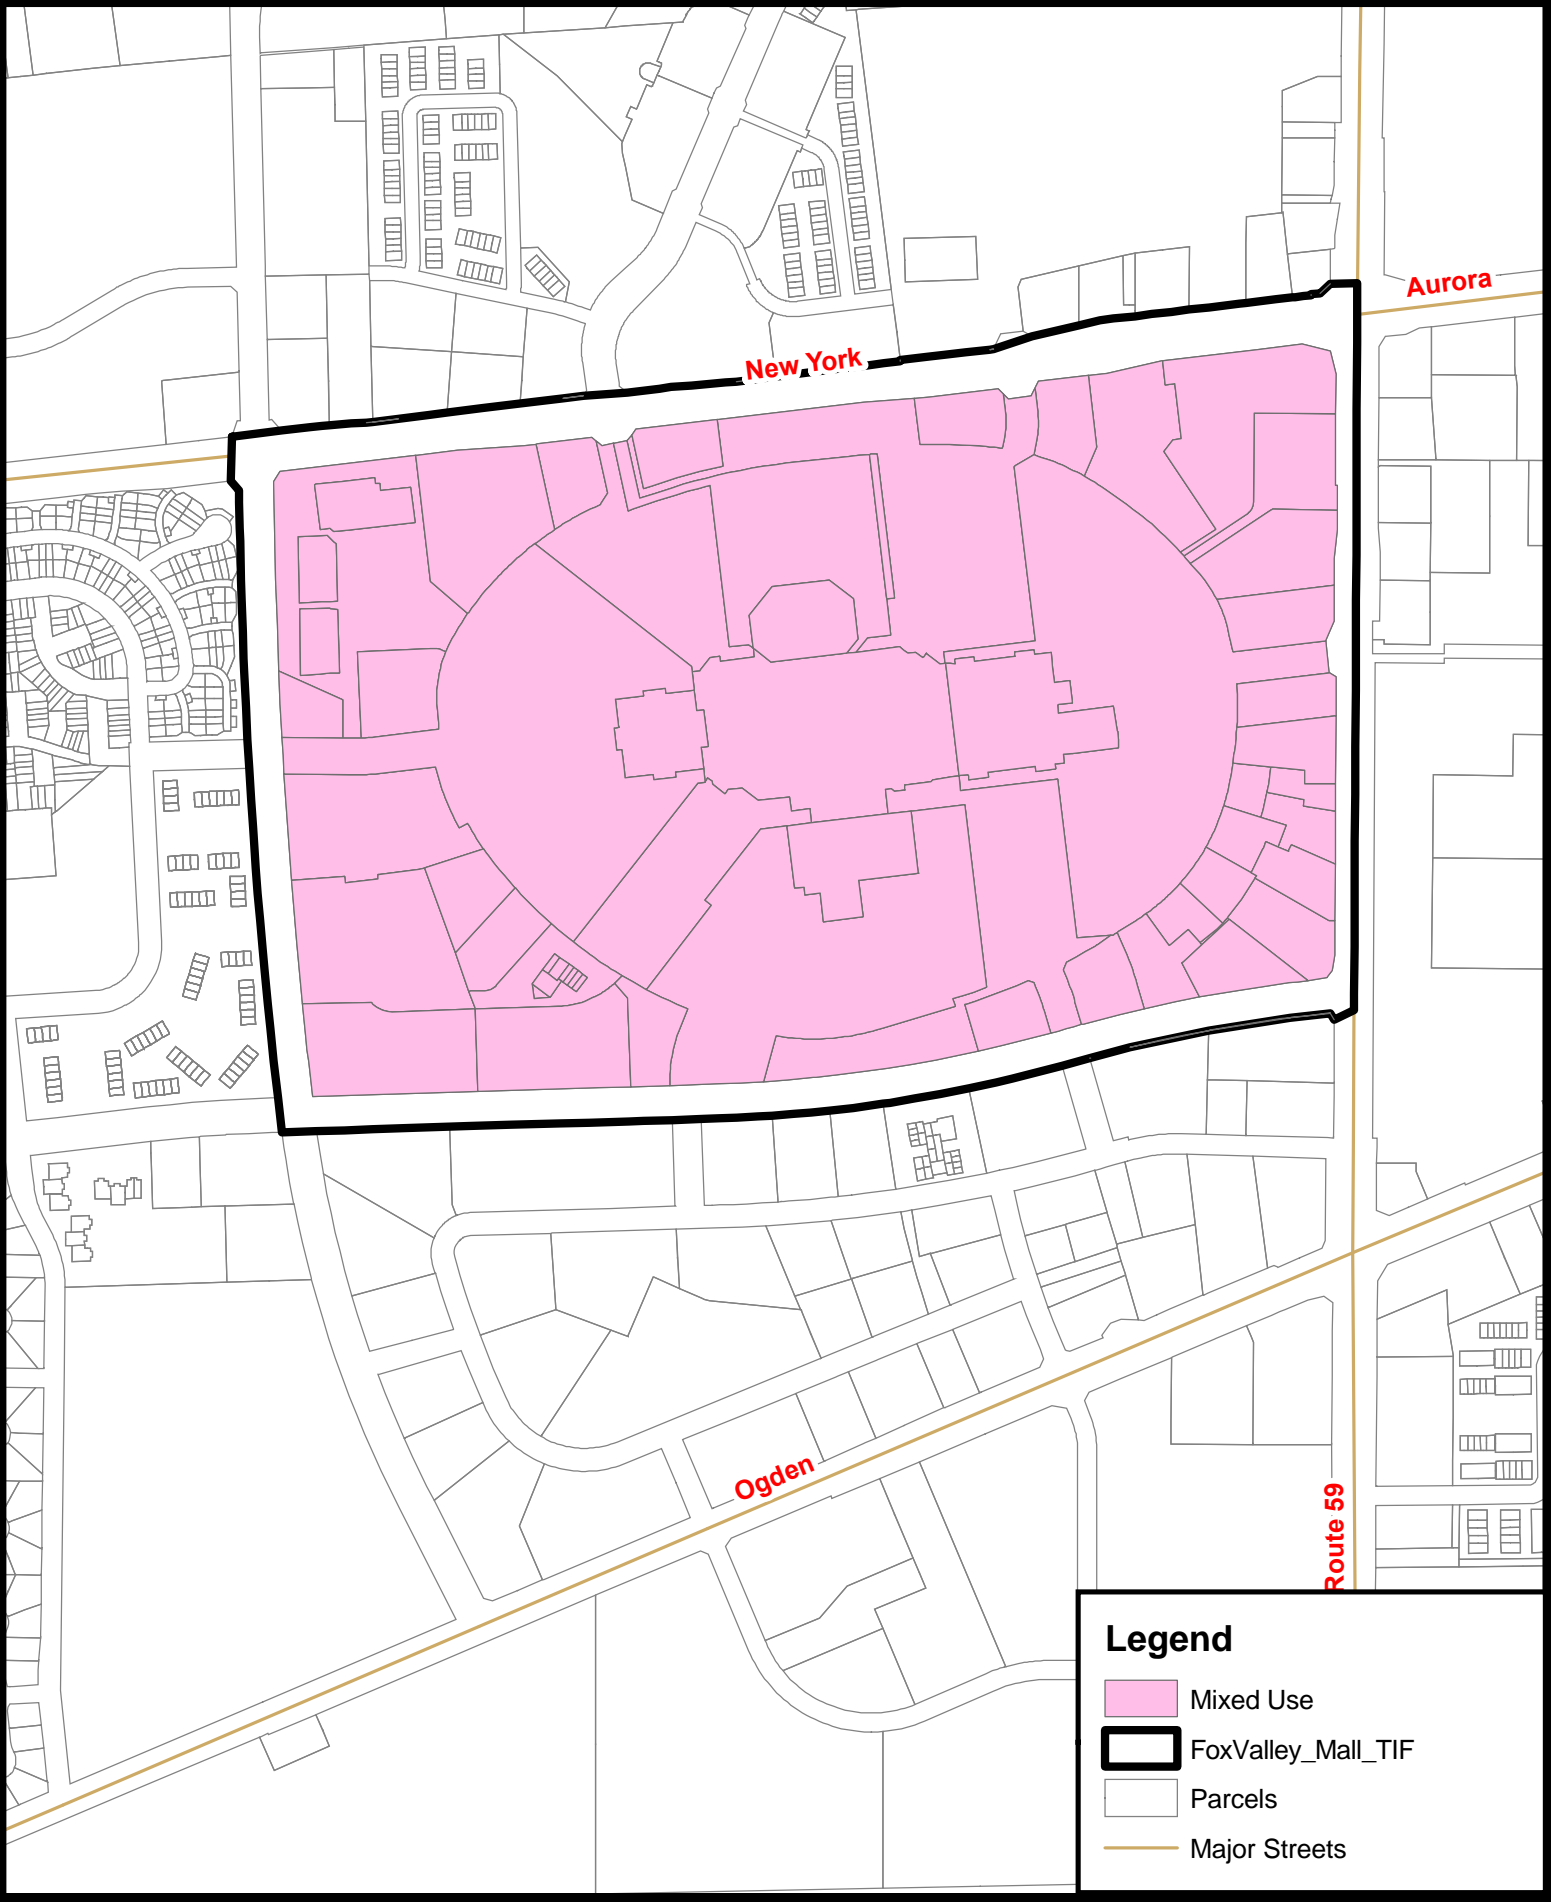 Aurora
New York
Ogden
Route 59
Legend
Mixed Use
FoxValley_Mall_TIF
Parcels
Major Streets